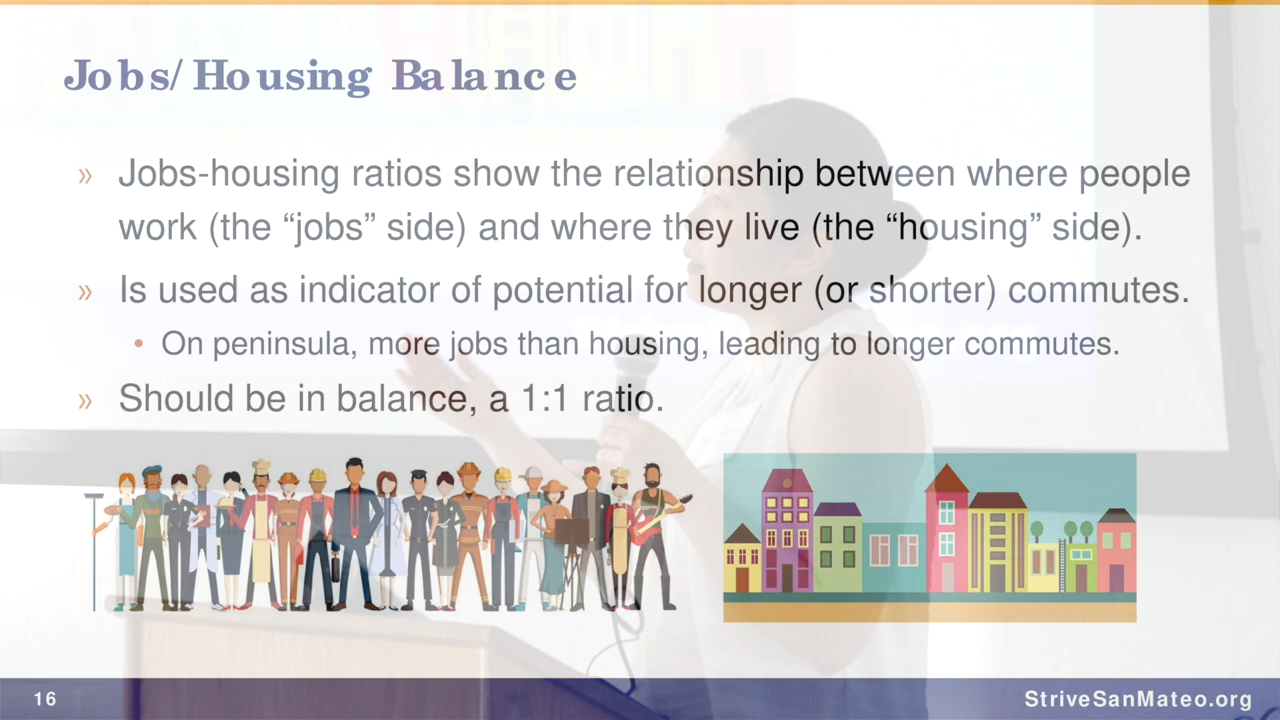 Jobs/Housing Balance
» Jobs-housing ratios show the relationship between where people
work (the “jobs” side) and where they live (the “housing” side).
» Is used as indicator of potential for longer (or shorter) commutes.
• On peninsula, more jobs than housing, leading to longer commutes.
» Should be in balance, a 1:1 ratio.
16
StriveSanMateo.org